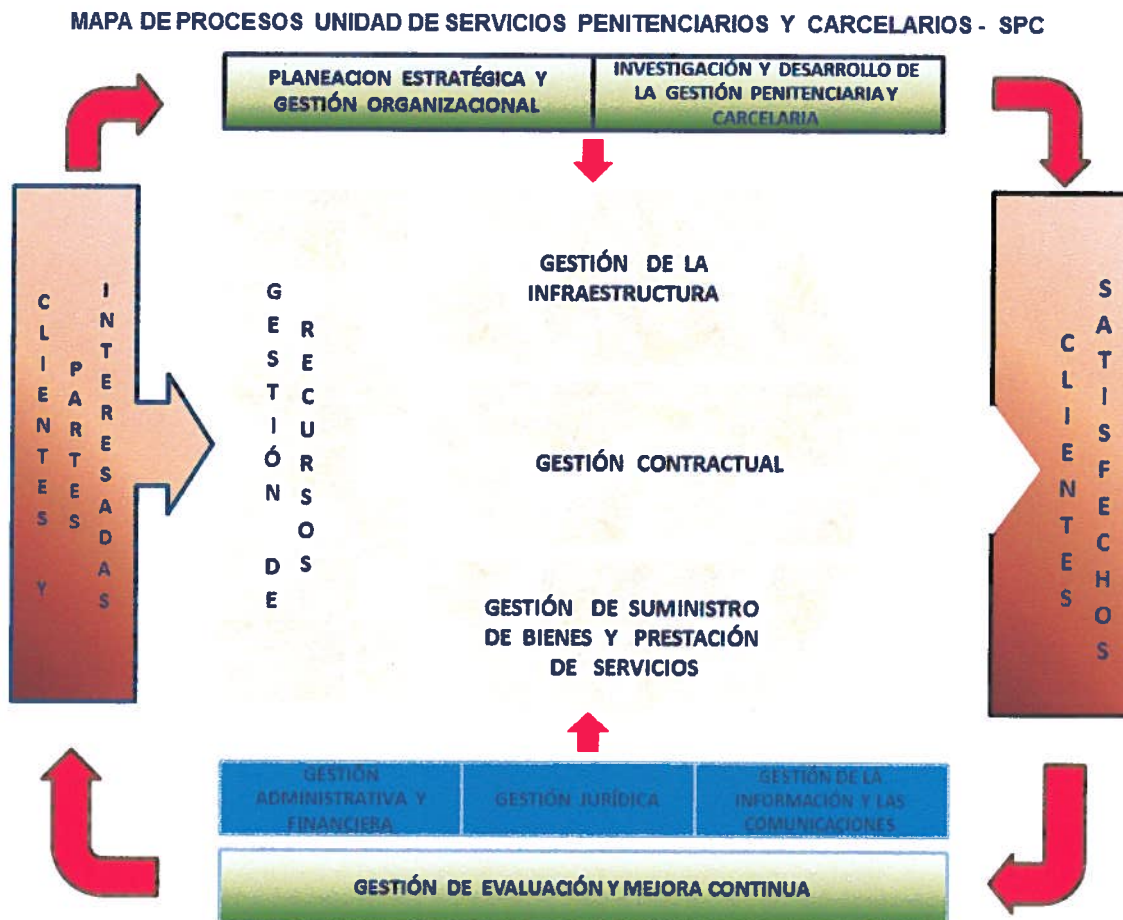 MAPA DE PROCESOS UNIDAD DE SERVICIOS PENITENCIARIOS Y CARCELARIOS - SPC
PLANEACION ESTRATÉGICA Y
GESTIÓN ORGANIZACIONAL
INVESTIGACIÓN Y DESARROLLO DE
LA GESTIÓN PENITENCIARIA Y
CARCELARIA
CLIENTES Y
PARTES
INTERESADAS
GESTIÓN DE
RECURSOS
GESTIÓN DE LA
INFRAESTRUCTURA
GESTIÓN CONTRACTUAL
GESTIÓN DE SUMINISTRO
DE BIENES Y PRESTACIÓN
DE SERVICIOS
CLIENTES
SATISFECHOS
GESTIÓN
ADMINISTRATIVA Y
FINANCIERA
GESTIÓN JURÍDICA
GESTIÓN DE LA
INFORMACIÓN Y LAS
COMUNICACIONES
GESTIÓN DE EVALUACIÓN Y MEJORA CONTINUA